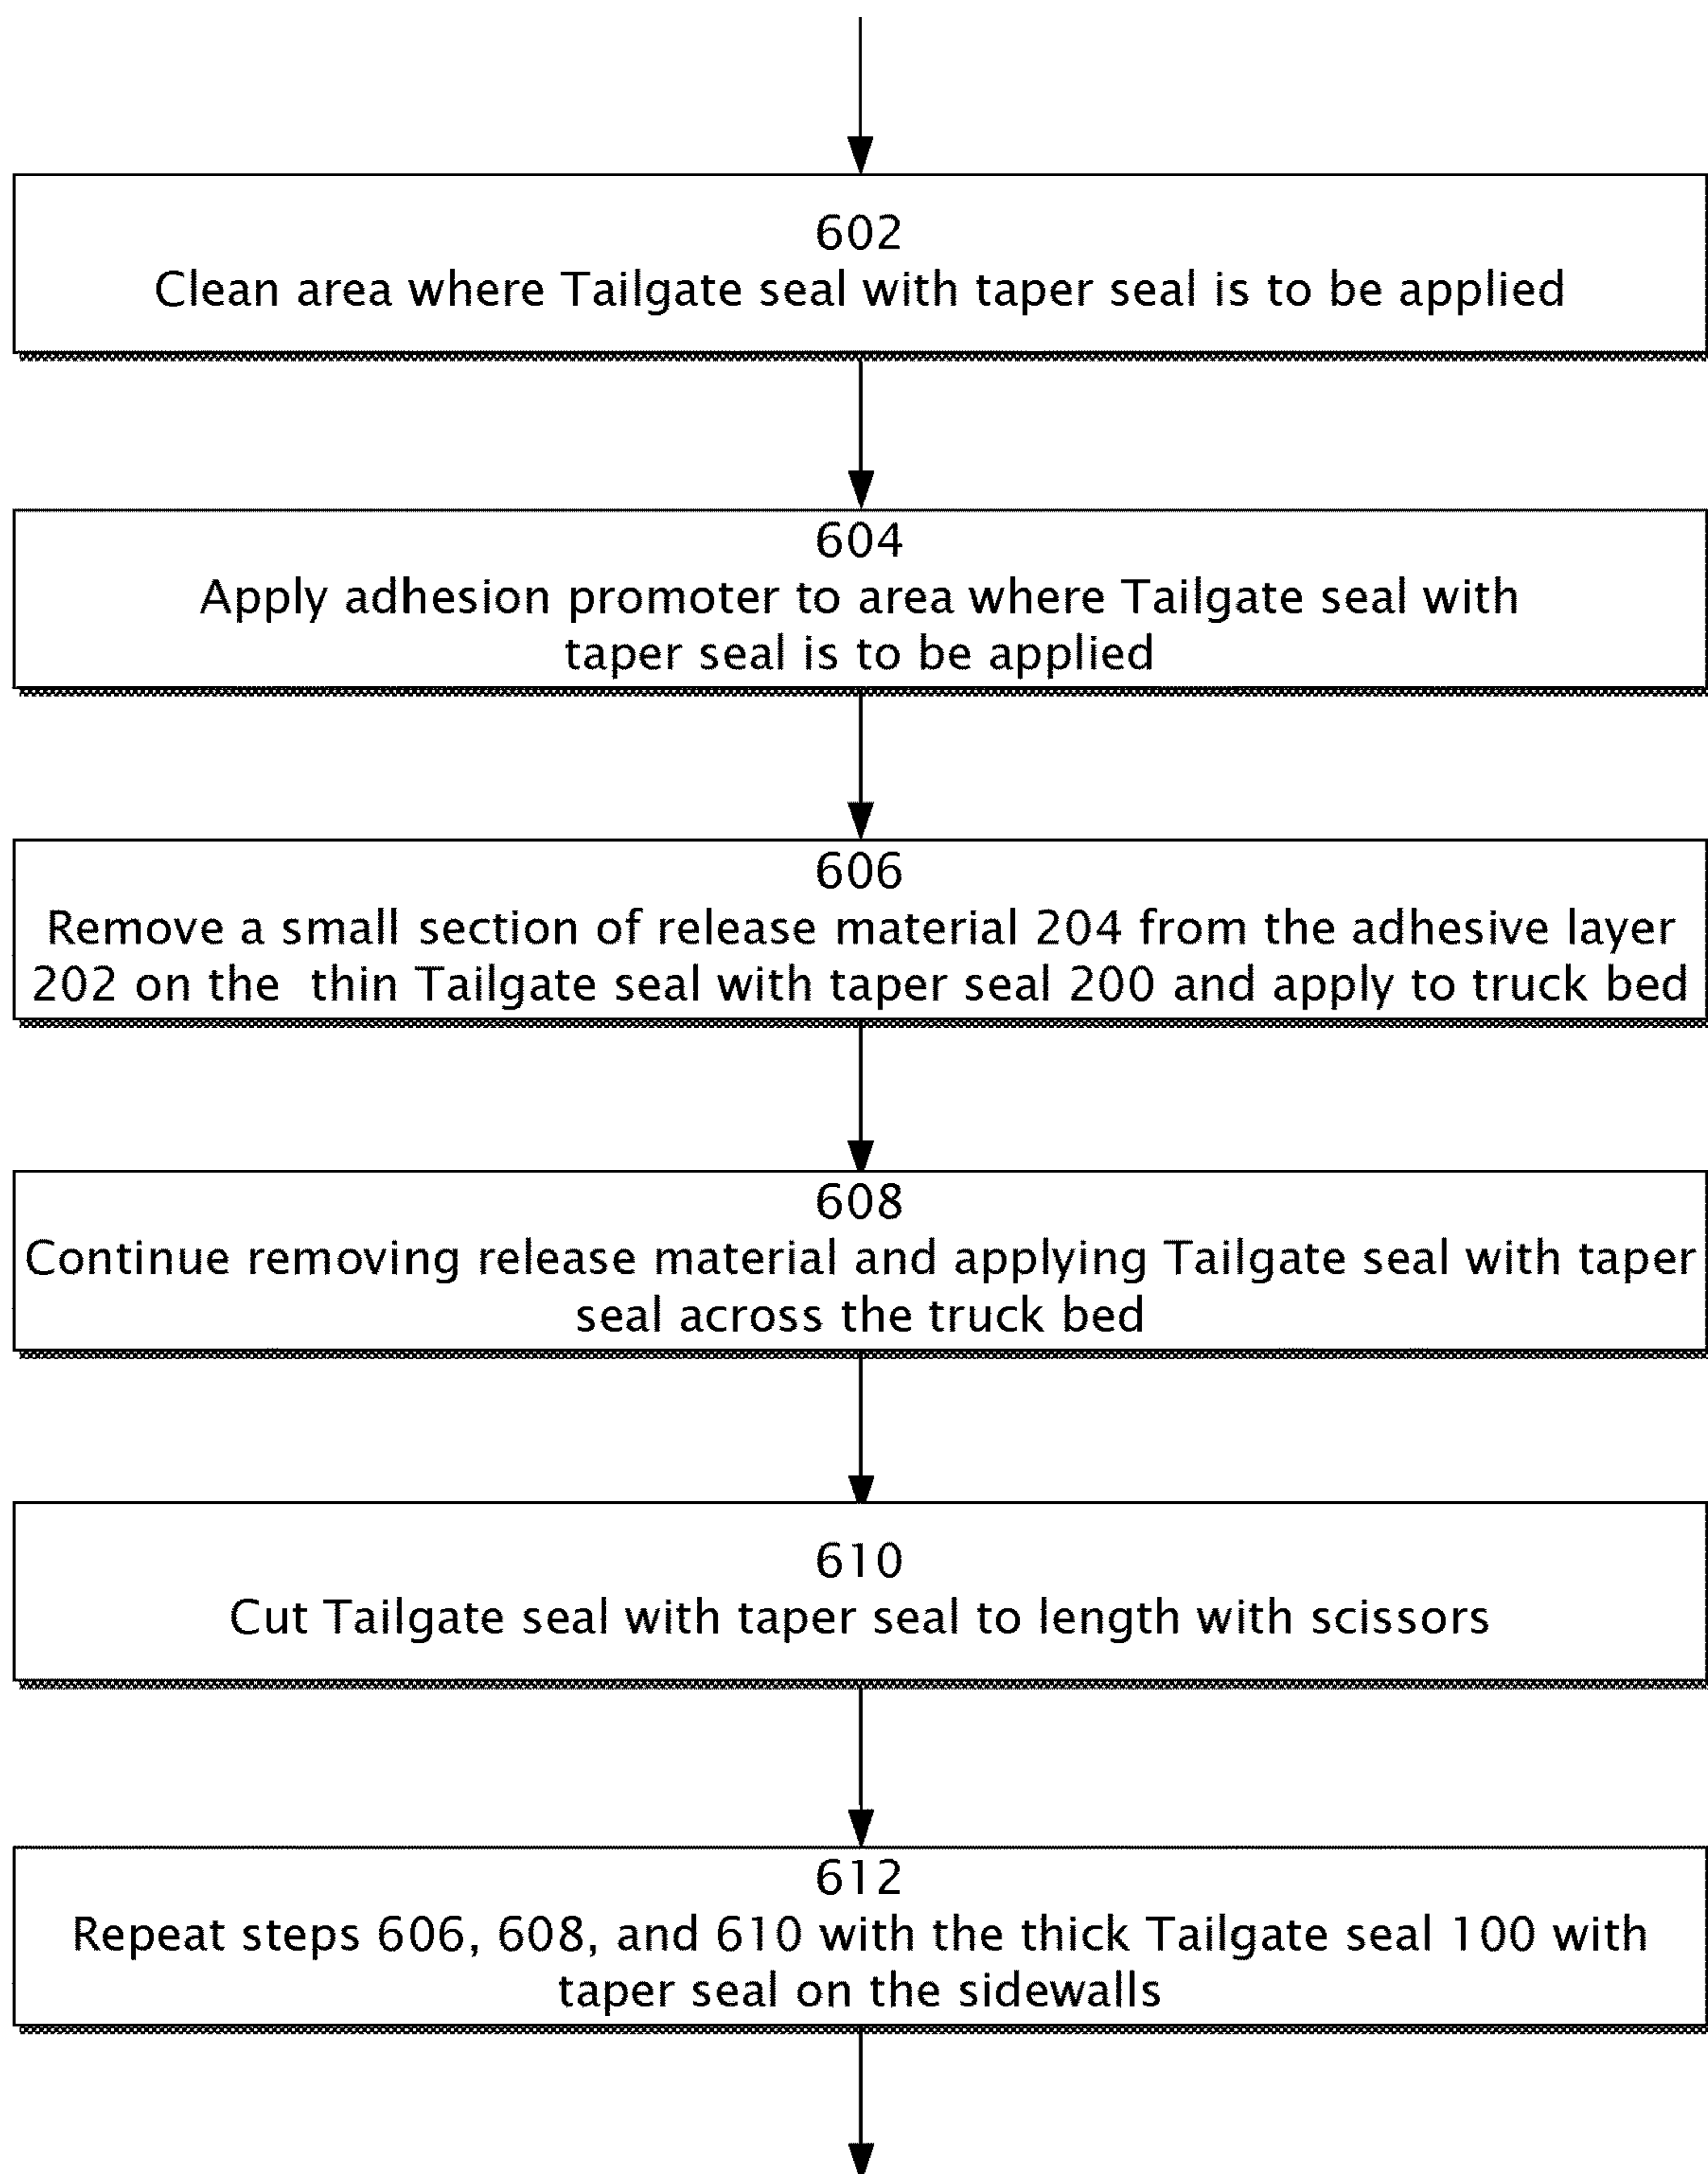 602
Clean area where Tailgate seal with taper seal is to be applied
604
Apply adhesion promoter to area where Tailgate seal with
taper seal is to be applied
606
Remove a small section of release material 204 from the adhesive layer
202 on the  thin Tailgate seal with taper seal 200 and apply to truck bed
608
Continue removing release material and applying Tailgate seal with taper
seal across the truck bed
610
Cut Tailgate seal with taper seal to length with scissors
612
Repeat steps 606, 608, and 610 with the thick Tailgate seal 100 with
taper seal on the sidewalls